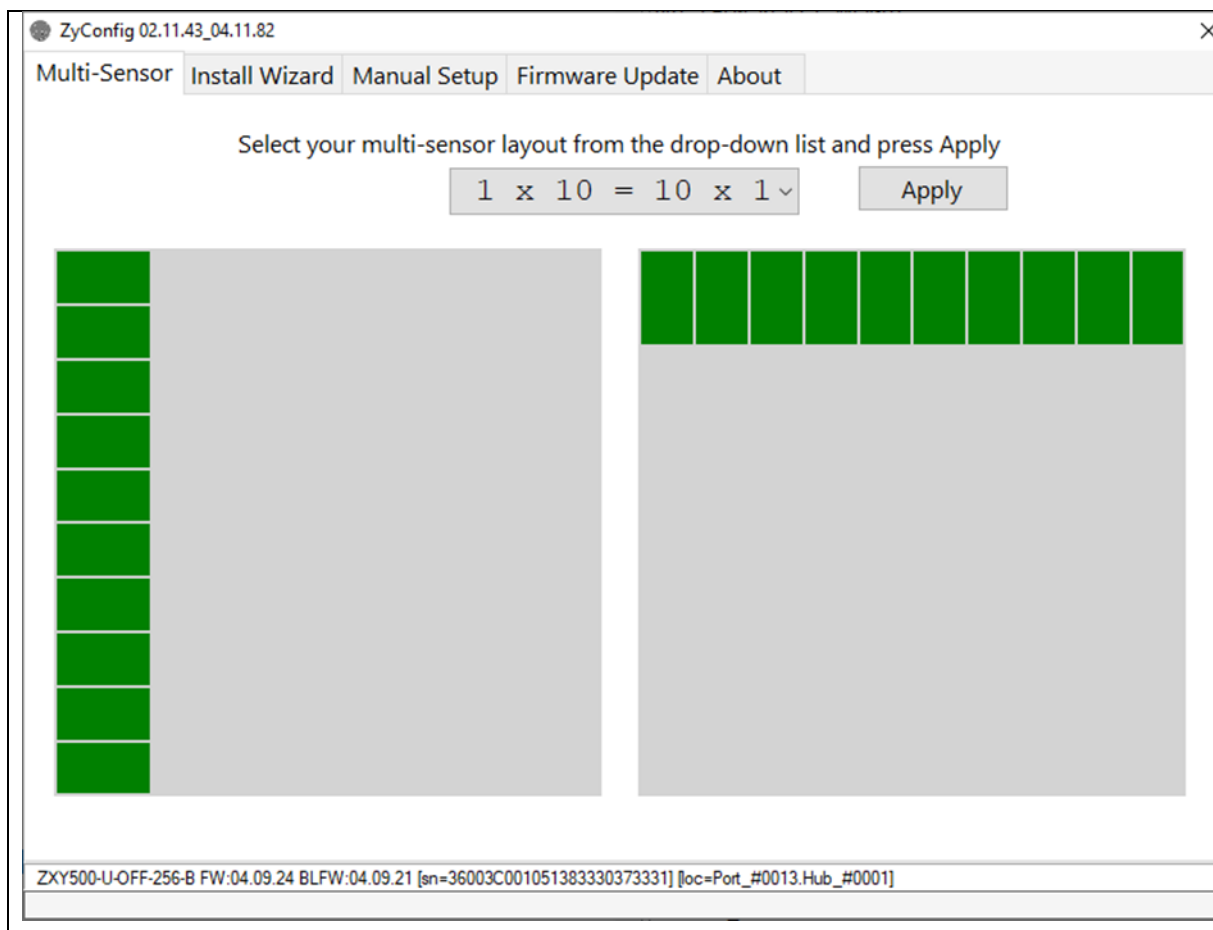 ZyConfig 02.11.43_04.11.82
Multi-Sensor Install Wizard Manual Setup Firmware Update About
Select your multi-sensor layout from the drop-down list and press Apply
1 x 10 = 10 x 1 Apply
ZXY500-U-OFF-256-B FW:04.09.24 BLFW:04.09.21 [sn=36003C001051383330373331] [loc=Port_#0013.Hub_#0001]